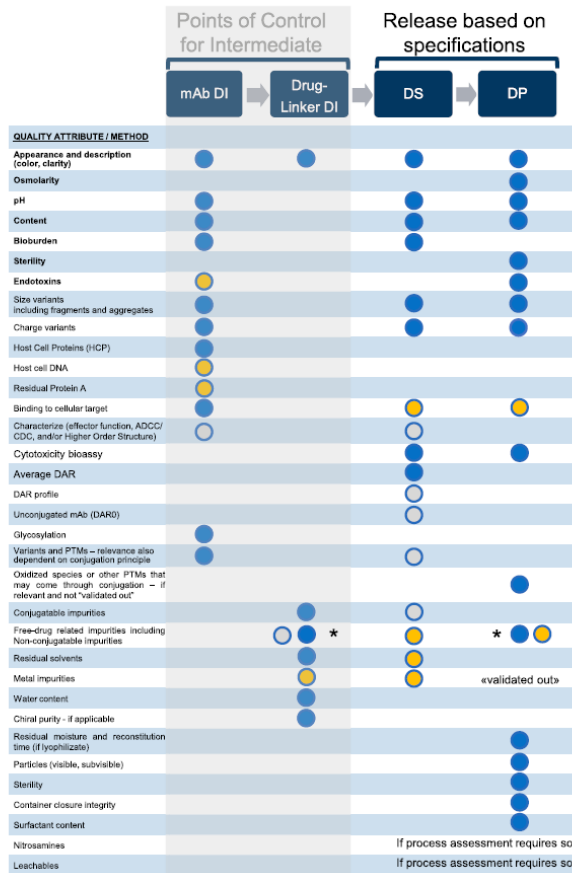 Points of Control
for Intermediate
Release based on
specifications
mAb DI
Drug-
Linker DI
DS
DP
QUALITY ATTRIBUTE / METHOD
Appearance and description
(color, clarity)
Osmolarity
pH
Content
Bioburden
Sterility
Endotoxins
Size variants
including fragments and aggregates
Charge variants
Host Cell Proteins (HCP)
Host cell DNA
Residual Protein A
Binding to cellular target
Characterize (effector function, ADCC/
CDC, and/or Higher Order Structure)
Cytotoxicity bioassy
Average DAR
DAR profile
Unconjugated mAb (DAR0)
Glycosylation
Variants and PTMs – relevance also
dependent on conjugation principle
Oxidized species or other PTMs that
may come through conjugation – if
relevant and not "validated out"
Conjugatable impurities
Free-drug related impurities including
Non-conjugatable impurities
* *
Residual solvents
Metal impurities
«validated out»
Water content
Chiral purity - if applicable
Residual moisture and reconstitution
time (if lyophilizate)
Particles (visible, subvisible)
Sterility
Container closure integrity
Surfactant content
Nitrosamines
If process assessment requires so
Leachables
If process assessment requires so